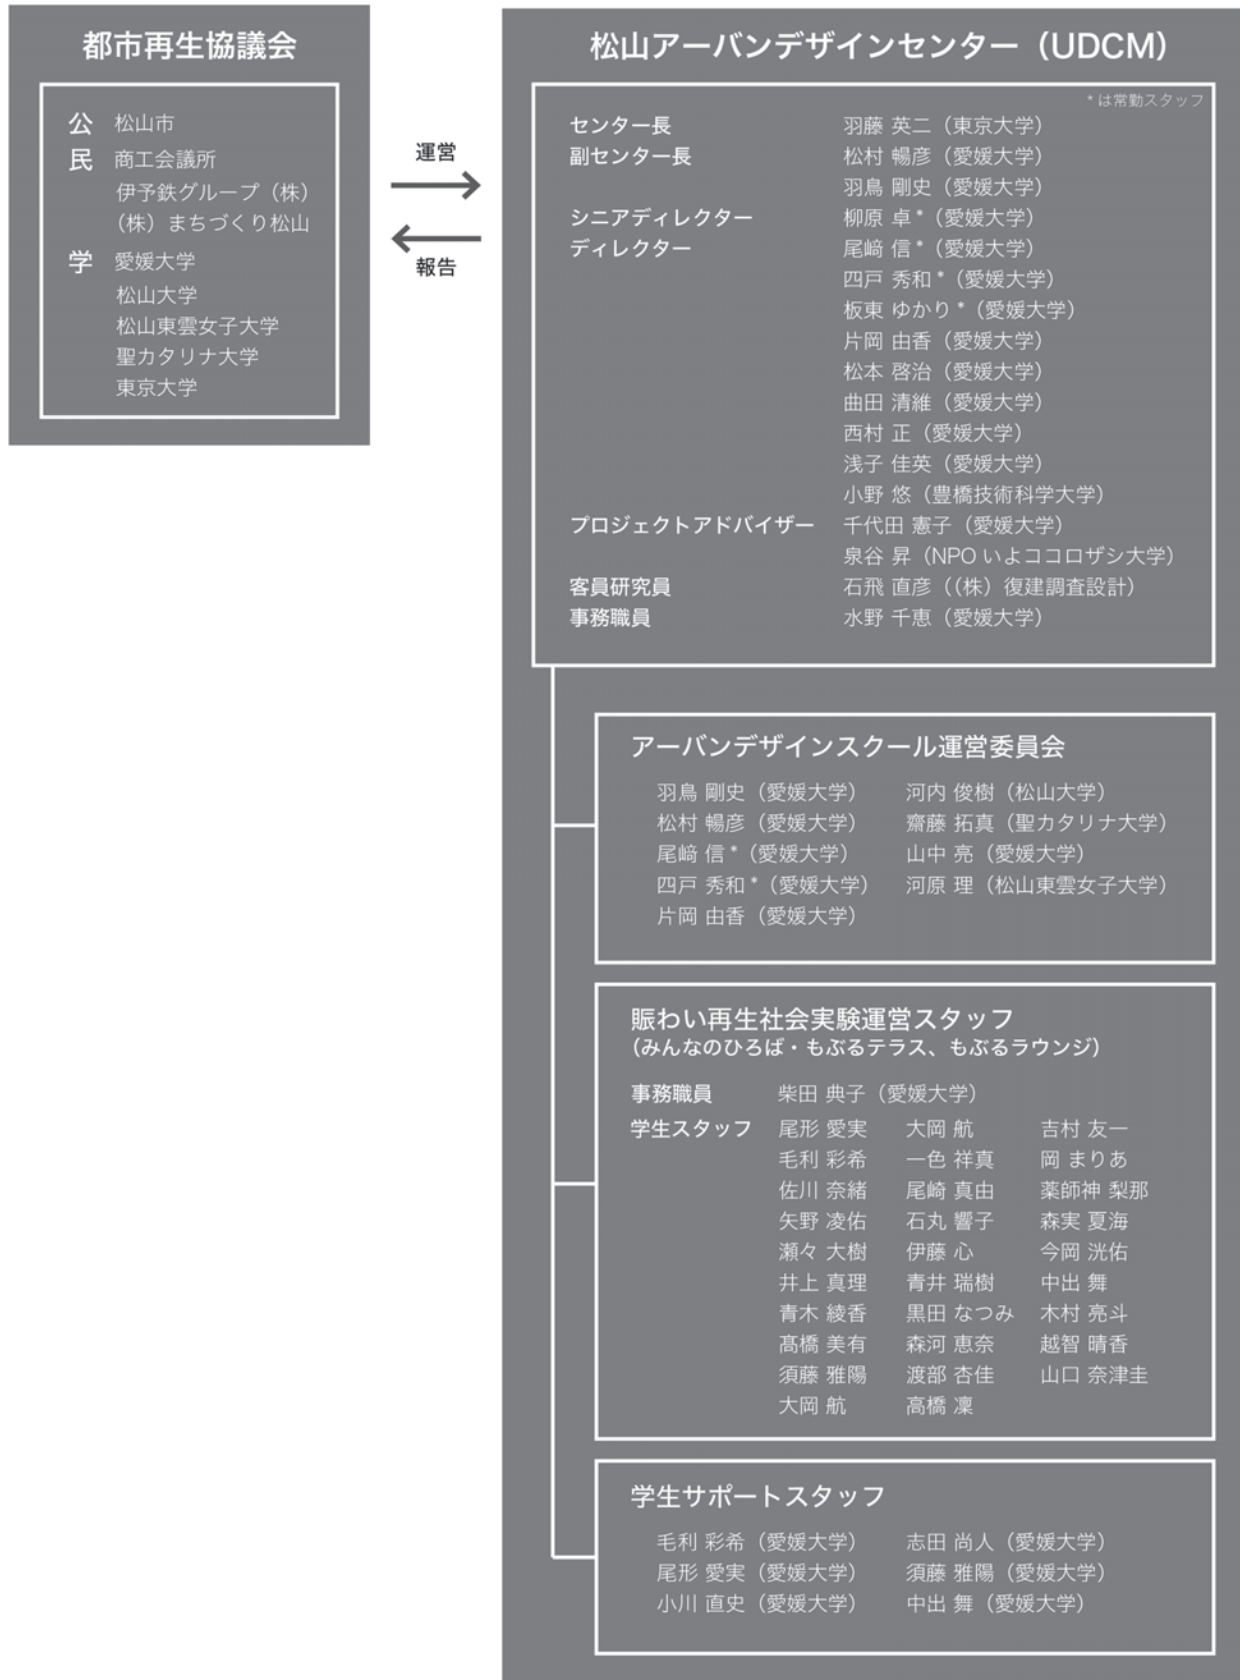 都市再生協議会
公 松山市
民 商工会議所
伊予鉄グループ（株）
（株）まちづくり松山
学 愛媛大学
松山大学
松山東雲女子大学
聖カタリナ大学
東京大学
運営
報告
松山アーバンデザインセンター（UDCM）
* は常勤スタッフ
センター長 羽藤 英二（東京大学）
副センター長 松村 暢彦（愛媛大学）
羽鳥 剛史（愛媛大学）
シニアディレクター 柳原 卓 *（愛媛大学）
ディレクター 尾﨑 信 *（愛媛大学）
四戸 秀和 *（愛媛大学）
板東 ゆかり *（愛媛大学）
片岡 由香（愛媛大学）
松本 啓治（愛媛大学）
曲田 清維（愛媛大学）
西村 正（愛媛大学）
浅子 佳英（愛媛大学）
小野 悠（豊橋技術科学大学）
プロジェクトアドバイザー 千代田 憲子（愛媛大学）
泉谷 昇（NPO いよココロザシ大学）
客員研究員 石飛 直彦（（株）復建調査設計）
事務職員 水野 千恵（愛媛大学）
アーバンデザインスクール運営委員会
羽鳥 剛史（愛媛大学） 河内 俊樹（松山大学）
松村 暢彦（愛媛大学） 齋藤 拓真（聖カタリナ大学）
尾﨑 信 *（愛媛大学） 山中 亮（愛媛大学）
四戸 秀和 *（愛媛大学） 河原 理（松山東雲女子大学）
片岡 由香（愛媛大学）
賑わい再生社会実験運営スタッフ
（みんなのひろば・もぶるテラス、もぶるラウンジ）
事務職員 柴田 典子（愛媛大学）
学生スタッフ 尾形 愛実 大岡 航 吉村 友一
毛利 彩希 一色 祥真 岡 まりあ
佐川 奈緒 尾崎 真由 薬師神 梨那
矢野 凌佑 石丸 響子 森実 夏海
瀬々 大樹 伊藤 心 今岡 洸佑
井上 真理 青井 瑞樹 中出 舞
青木 綾香 黒田 なつみ 木村 亮斗
髙橋 美有 森河 恵奈 越智 晴香
須藤 雅陽 渡部 杏佳 山口 奈津圭
大岡 航 高橋 凜
学生サポートスタッフ
毛利 彩希（愛媛大学） 志田 尚人（愛媛大学）
尾形 愛実（愛媛大学） 須藤 雅陽（愛媛大学）
小川 直史（愛媛大学） 中出 舞（愛媛大学）